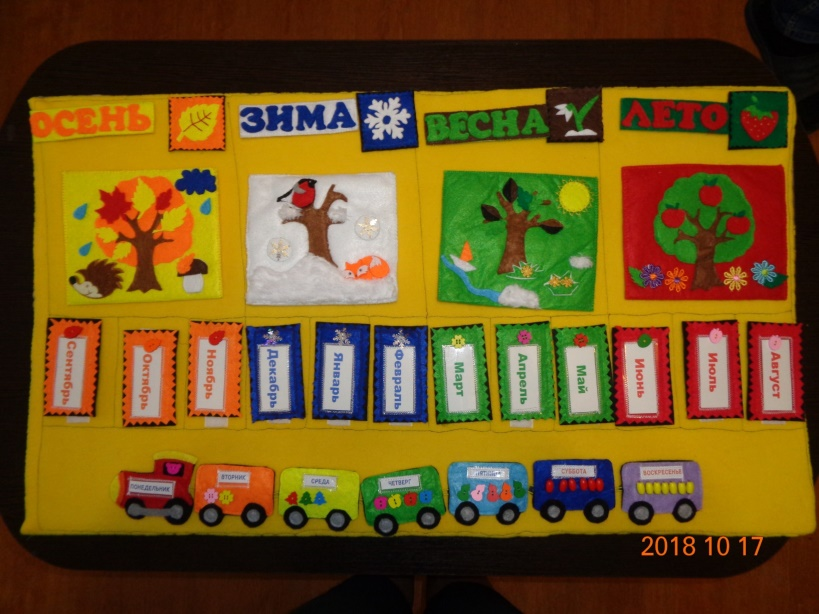 ОСЕНЬ
ЗИМА
ВЕСНА
ЛЕТО
Сентябрь
Октябрь
Ноябрь
Декабрь
Январь
Февраль
Март
Апрель
Май
Июнь
Июль
Август
ПОНЕДЕЛЬНИК
ВТОРНИК
СРЕДА
ЧЕТВЕРГ
ПЯТНИЦА
СУББОТА
ВОСКРЕСЕНЬЕ
2018 10 17